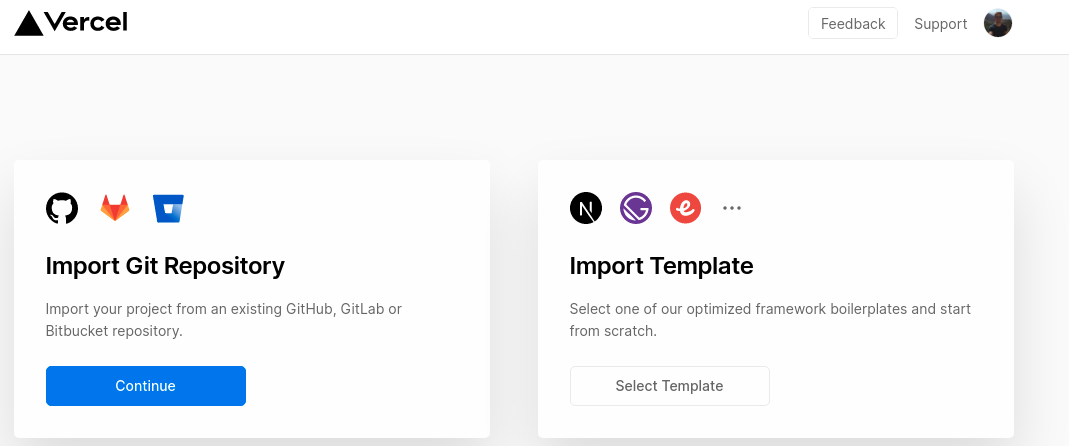 Vercel
Feedback
Support
Import Git Repository
Import your project from an existing GitHub, GitLab or
Bitbucket repository.
Continue
Import Template
Select one of our optimized framework boilerplates and start
from scratch.
Select Template